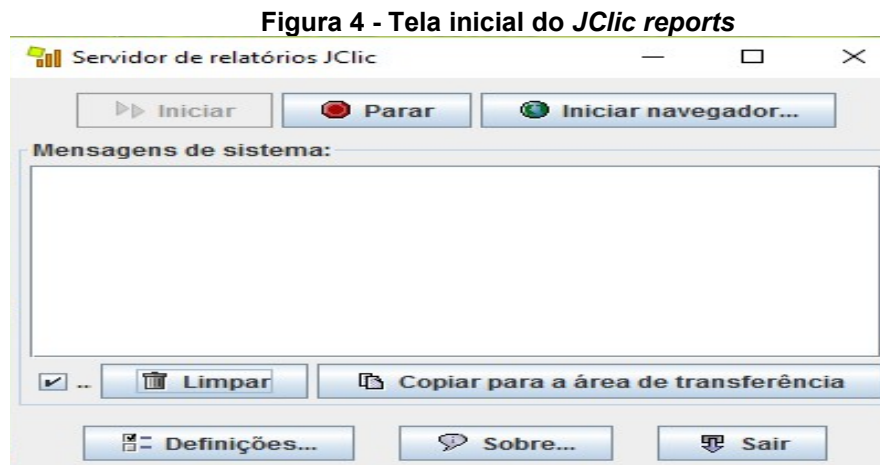 Figura 4 - Tela inicial do JClic reports
Servidor de relatórios JClic
Iniciar Parar Iniciar navegador...
Mensagens de sistema:
.. Limpar Copiar para a área de transferência
Definições... Sobre... Sair